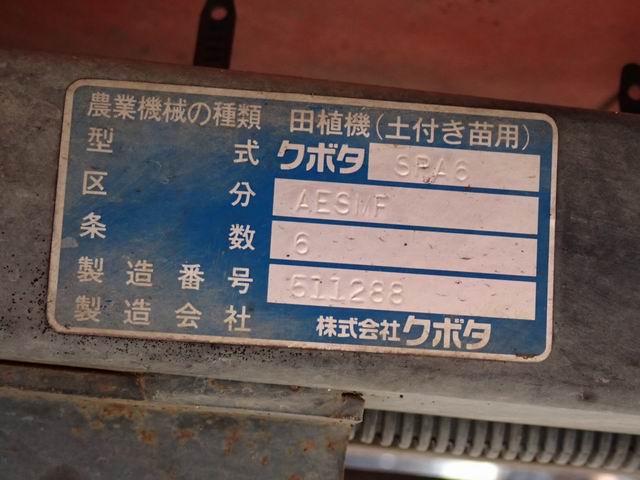 農業機械の種類 田植機(土付き苗用)
型式 クボタ SPA6
区分 AESMF
条数 6
製造番号 511288
製造会社 株式会社クボタ